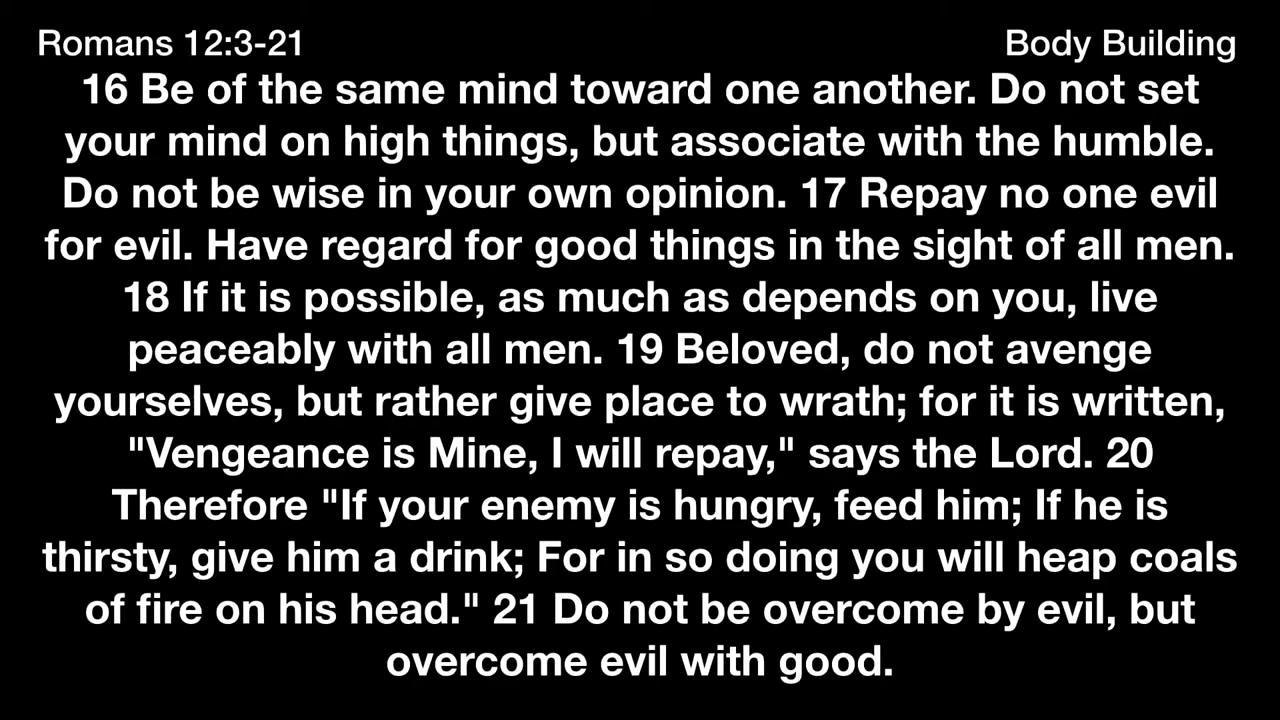 Romans 12:3-21
Body Building
16 Be of the same mind toward one another. Do not set
your mind on high things, but associate with the humble.
Do not be wise in your own opinion. 17 Repay no one evil
for evil. Have regard for good things in the sight of all men.
18 If it is possible, as much as depends on you, live
peaceably with all men. 19 Beloved, do not avenge
yourselves, but rather give place to wrath; for it is written,
"Vengeance is Mine, I will repay," says the Lord. 20
Therefore "If your enemy is hungry, feed him; If he is
thirsty, give him a drink; For in so doing you will heap coals
of fire on his head." 21 Do not be overcome by evil, but
overcome evil with good.